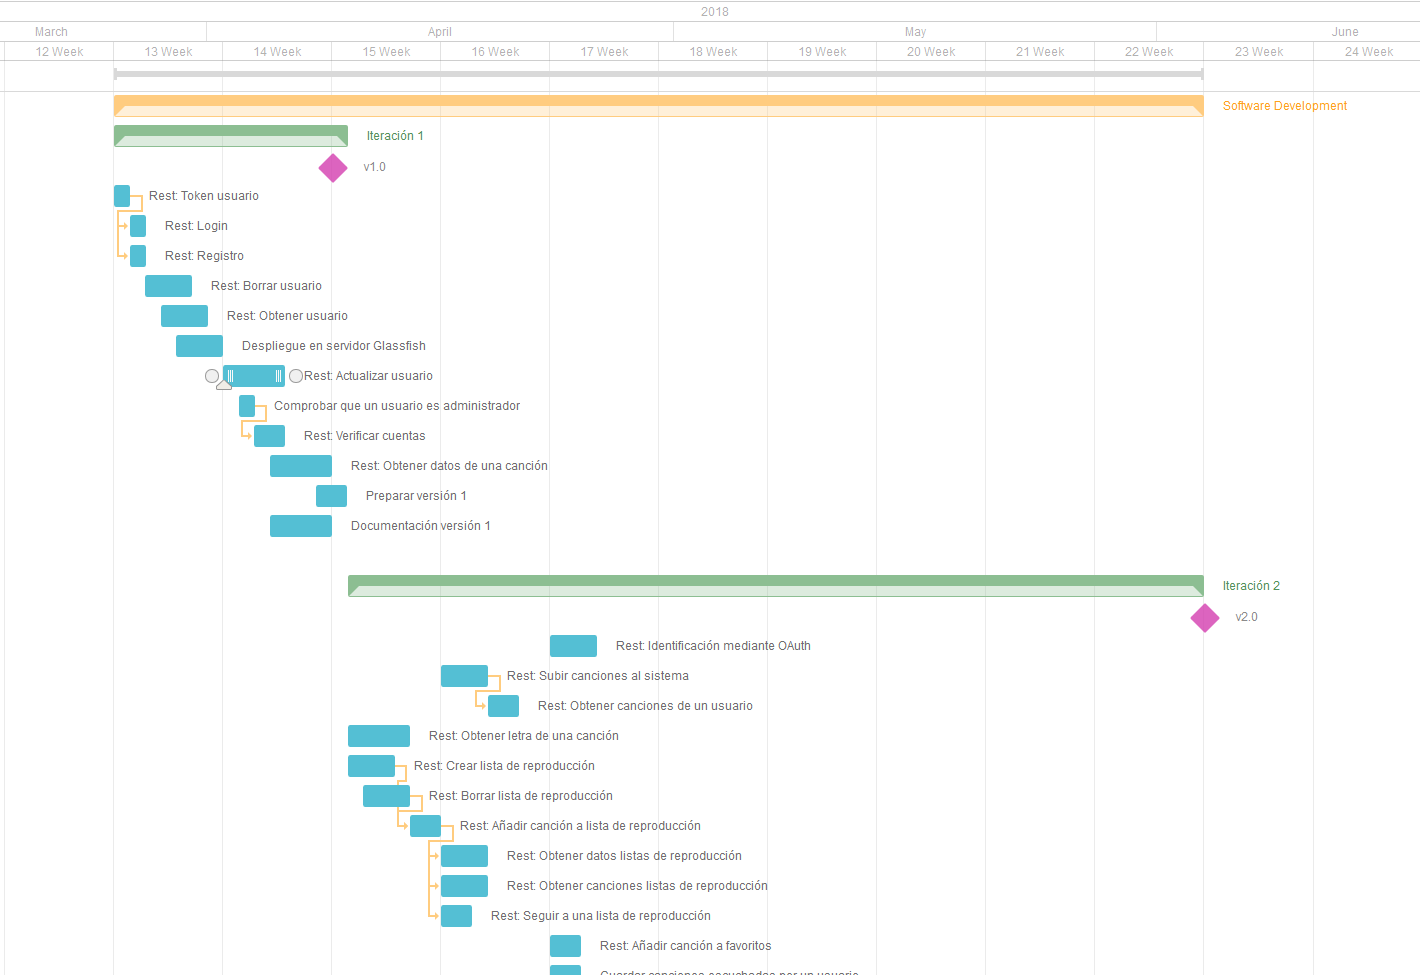 2018
March April May June
12 Week 13 Week 14 Week 15 Week 16 Week 17 Week 18 Week 19 Week 20 Week 21 Week 22 Week 23 Week 24 Week
Software Development
Iteración 1
v1.0
Rest: Token usuario
Rest: Login
Rest: Registro
Rest: Borrar usuario
Rest: Obtener usuario
Despliegue en servidor Glassfish
Rest: Actualizar usuario
Comprobar que un usuario es administrador
Rest: Verificar cuentas
Rest: Obtener datos de una canción
Preparar versión 1
Documentación versión 1
Iteración 2
v2.0
Rest: Identificación mediante OAuth
Rest: Subir canciones al sistema
Rest: Obtener canciones de un usuario
Rest: Obtener letra de una canción
Rest: Crear lista de reproducción
Rest: Borrar lista de reproducción
Rest: Añadir canción a lista de reproducción
Rest: Obtener datos listas de reproducción
Rest: Obtener canciones listas de reproducción
Rest: Seguir a una lista de reproducción
Rest: Añadir canción a favoritos
Guardar canciones escuchadas por un usuario